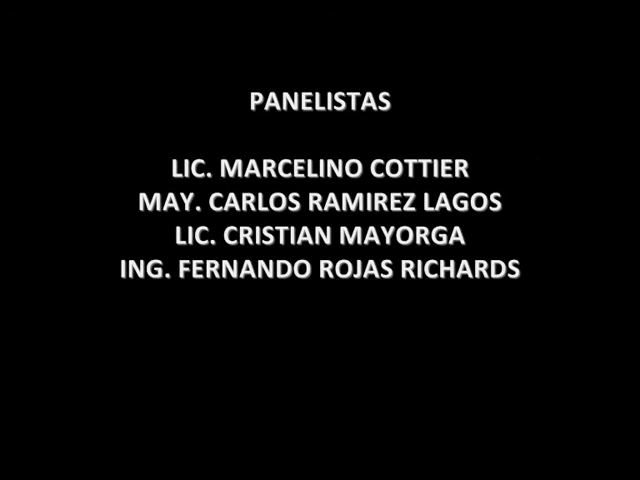 PANELISTAS
LIC. MARCELINO COTTIER
MAY. CARLOS RAMIREZ LAGOS
LIC. CRISTIAN MAYORGA
ING. FERNANDO ROJAS RICHARDS